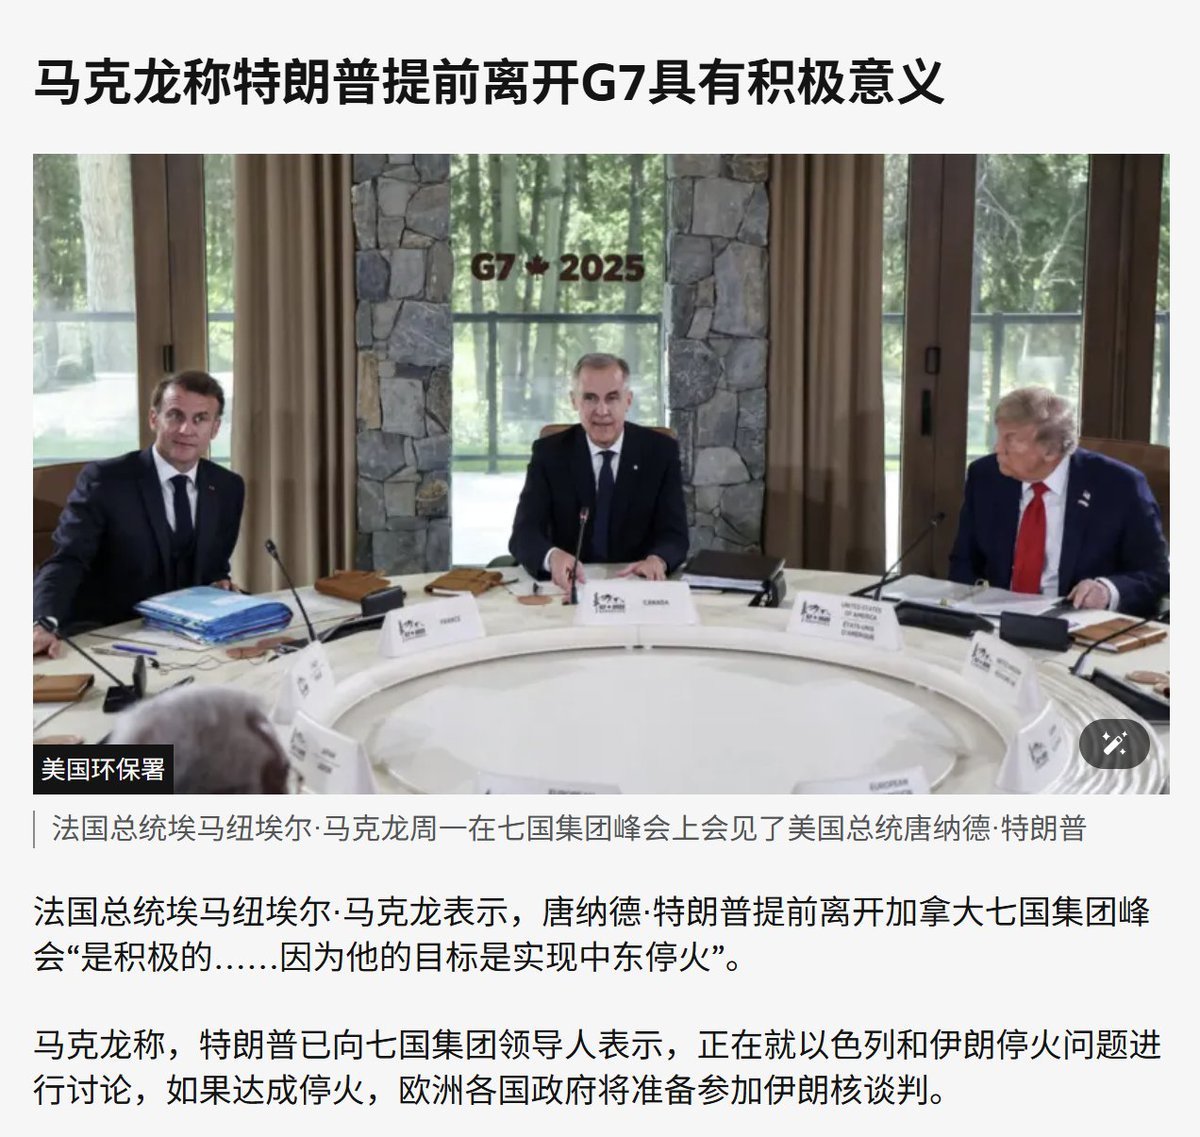 马克龙称特朗普提前离开G7具有积极意义
G7 2025
FRANCE
CANADA
UNITED STATES
OF AMERICA
ÉTATS-UNIS
D'AMÉRIQUE
EUROPEAN
美国环保署
法国总统埃马纽埃尔·马克龙周一在七国集团峰会上会见了美国总统唐纳德·特朗普
法国总统埃马纽埃尔·马克龙表示，唐纳德·特朗普提前离开加拿大七国集团峰
会“是积极的……因为他的目标是实现中东停火”。
马克龙称，特朗普已向七国集团领导人表示，正在就以色列和伊朗停火问题进
行讨论，如果达成停火，欧洲各国政府将准备参加伊朗核谈判。